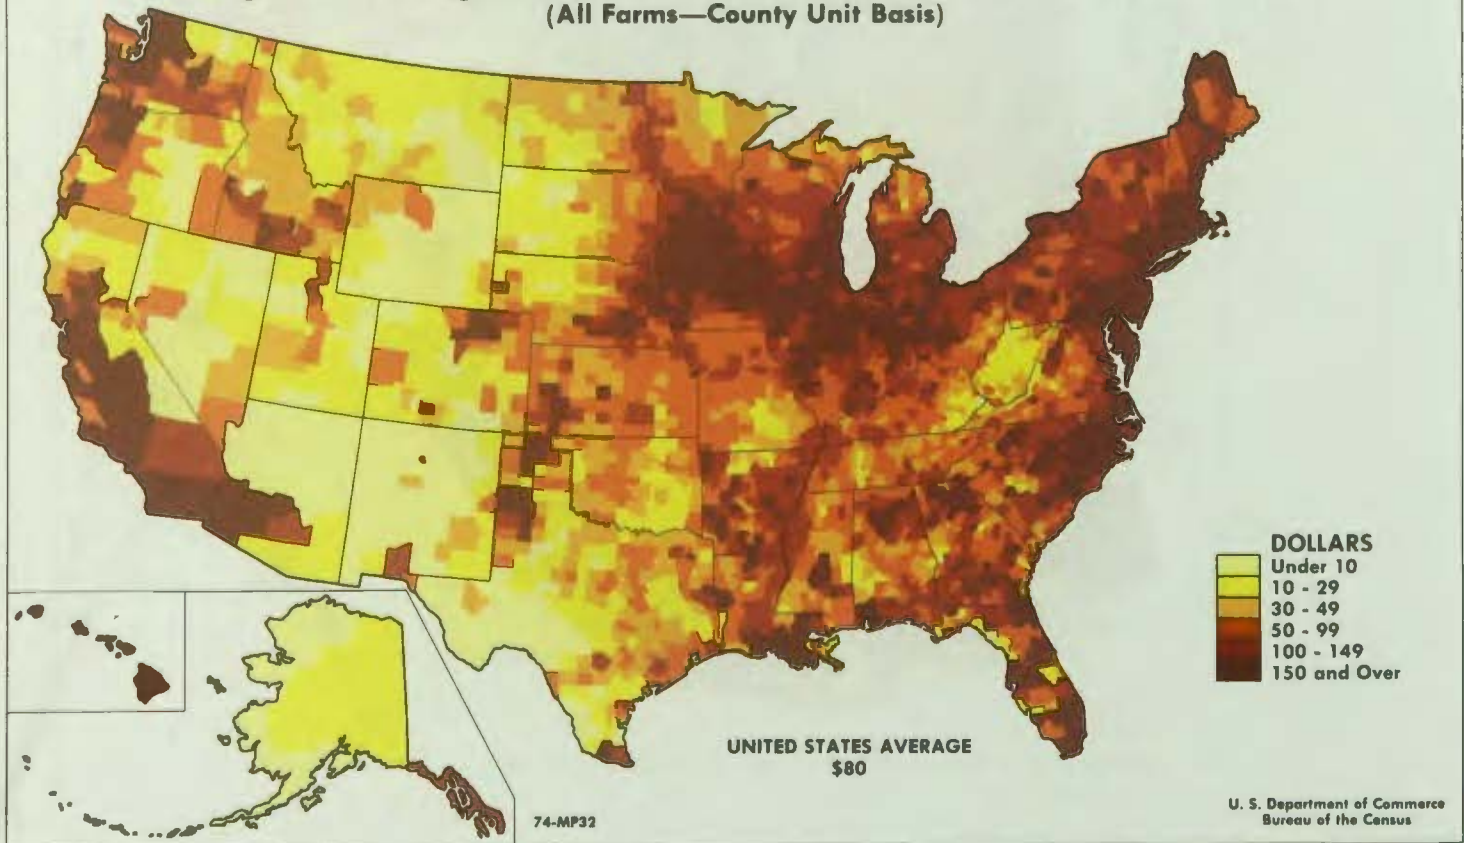 (All Farms—County Unit Basis)
DOLLARS
Under 10
10 - 29
30 - 49
50 - 99
100 - 149
150 and Over
UNITED STATES AVERAGE
$80
74-MP32
U. S. Department of Commerce
Bureau of the Census